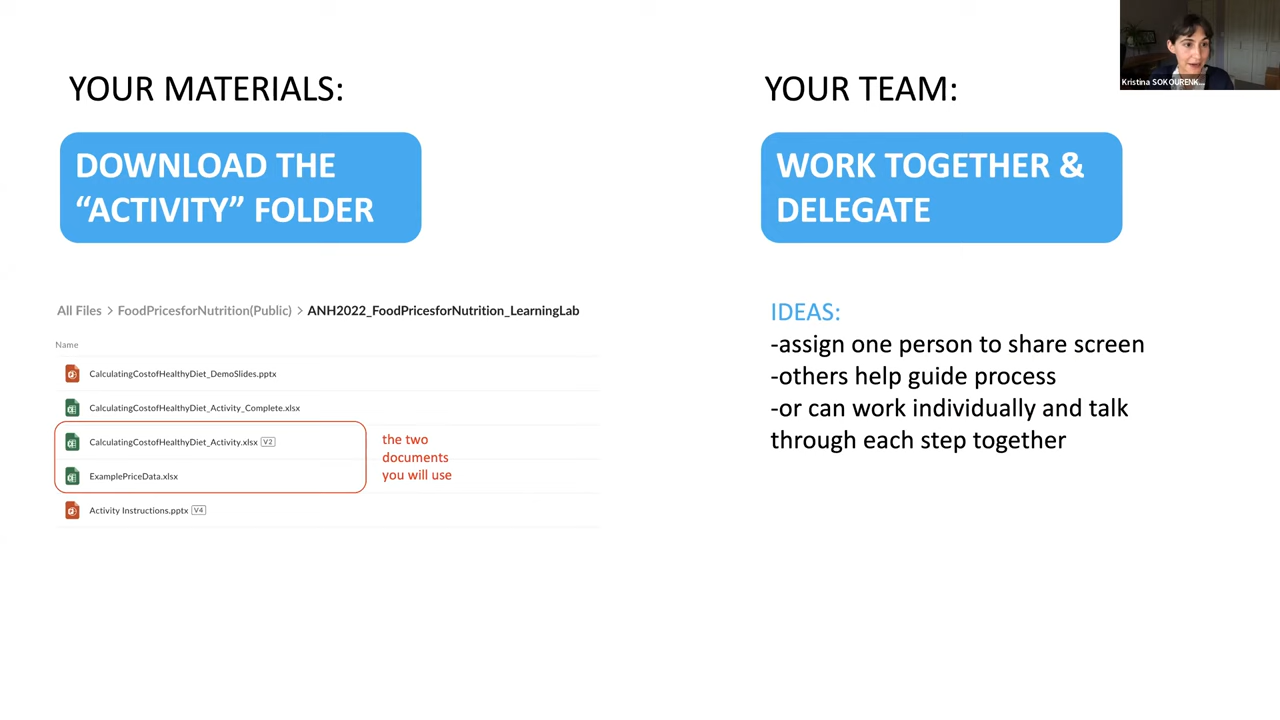 YOUR MATERIALS:
DOWNLOAD THE
“ACTIVITY” FOLDER
All Files > FoodPricesforNutrition(Public) > ANH2022_FoodPricesforNutrition_LearningLab
Name
CalculatingCostofHealthyDiet_DemoSlides.pptx
CalculatingCostofHealthyDiet_Activity_Complete.xlsx
CalculatingCostofHealthyDiet_Activity.xlsx V2
ExamplePriceData.xlsx
Activity Instructions.pptx V4
the two
documents
you will use
YOUR TEAM:
WORK TOGETHER &
DELEGATE
IDEAS:
-assign one person to share screen
-others help guide process
-or can work individually and talk
through each step together
Kristina SOKOURENK...